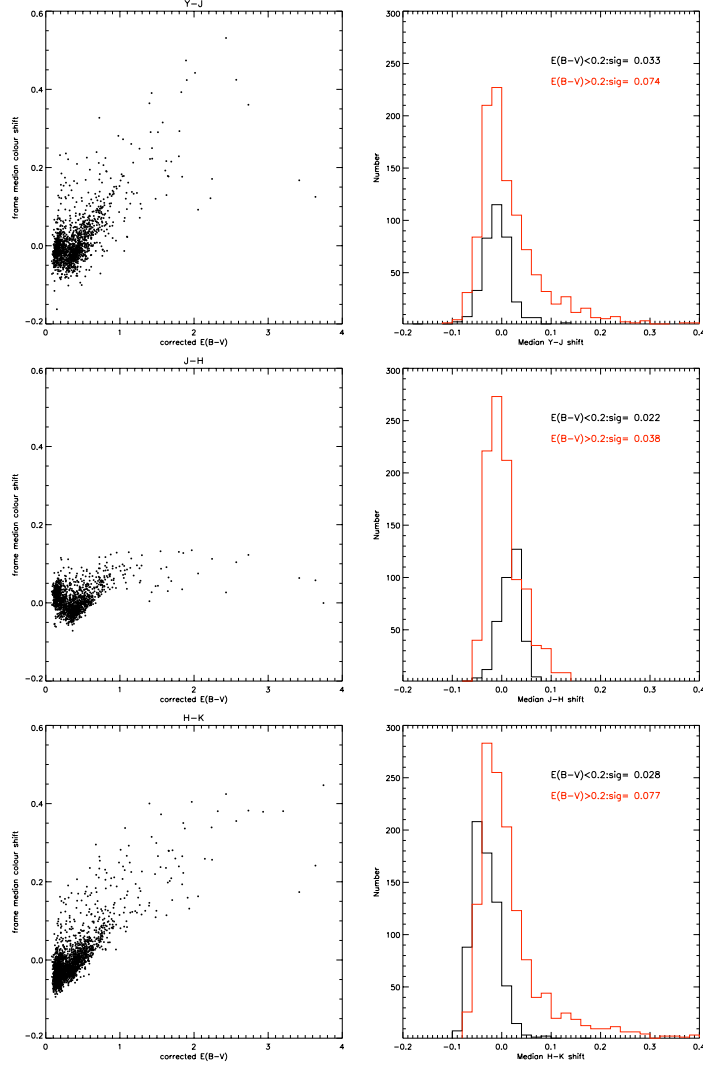 Y-J
0.6
0.4
0.2
0.0
-0.2
frame median colour shift
0 1 2 3 4
corrected E(B-V)
300
250
200
150
100
50
Number
E(B-V)<0.2:sig= 0.033
E(B-V)>0.2:sig= 0.074
-0.2 -0.1 0.0 0.1 0.2 0.3 0.4
Median Y-J shift
J-H
0.6
0.4
0.2
0.0
-0.2
frame median colour shift
0 1 2 3 4
corrected E(B-V)
300
250
200
150
100
50
Number
E(B-V)<0.2:sig= 0.022
E(B-V)>0.2:sig= 0.038
-0.2 -0.1 0.0 0.1 0.2 0.3 0.4
Median J-H shift
H-K
0.6
0.4
0.2
0.0
-0.2
frame median colour shift
0 1 2 3 4
corrected E(B-V)
300
250
200
150
100
50
Number
E(B-V)<0.2:sig= 0.028
E(B-V)>0.2:sig= 0.077
-0.2 -0.1 0.0 0.1 0.2 0.3 0.4
Median H-K shift